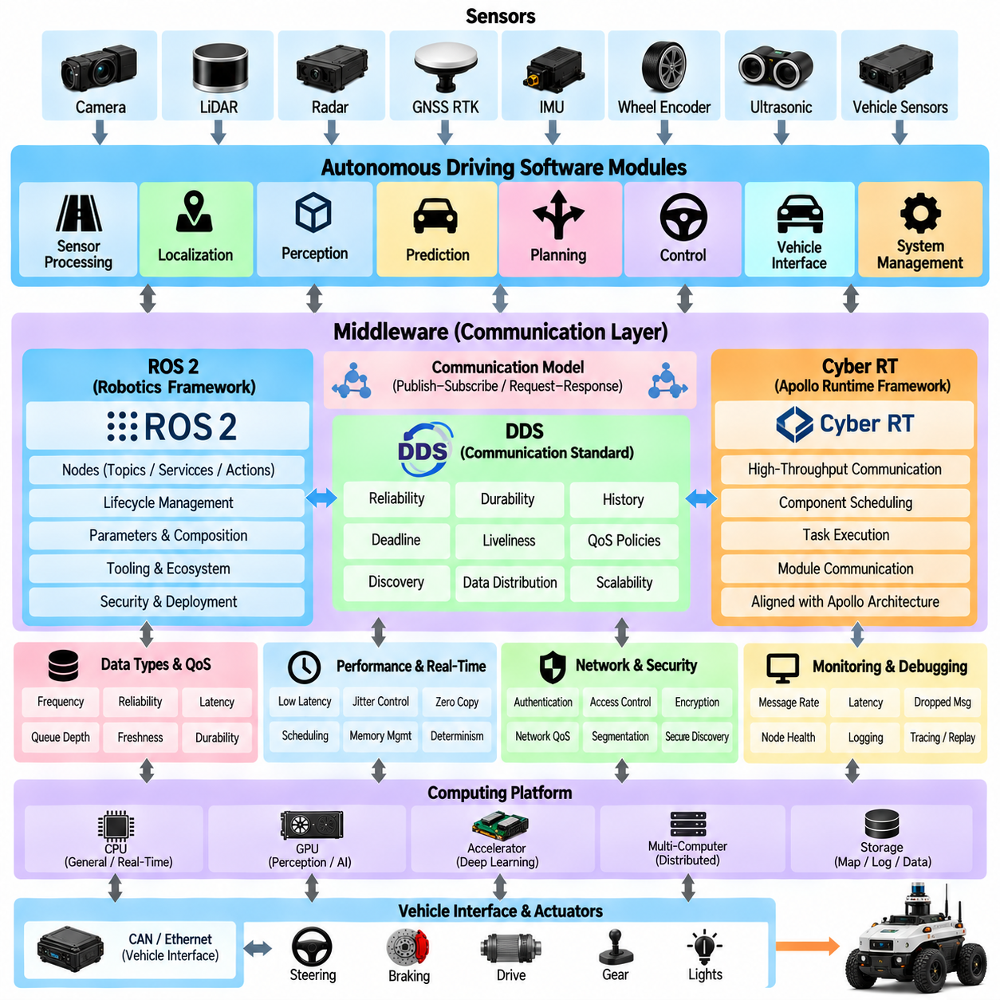 Sensors
Camera
LiDAR
Radar
GNSS RTK
IMU
Wheel Encoder
Ultrasonic
Vehicle Sensors
Autonomous Driving Software Modules
Sensor
Processing
Localization
Perception
Prediction
Planning
Control
Vehicle
Interface
System
Management
Middleware (Communication Layer)
ROS 2
(Robotics Framework)
ROS 2
Nodes (Topics / Servicces / Actions)
Lifecycle Management
Parameters & Composition
Tooling & Ecosystem
Security & Deployment
Communication Model
(Publish-Subscribe / Request-Response)
DDS
DDS
(Communication Standard)
Reliability
Durability
History
Deadline
Liveliness
QoS Policies
Discovery
Data Distribution
Scalability
Cyber RT
(Apollo Runtime Framework)
Cyber RT
High-Throughput Communication
Component Scheduling
Task Execution
Module Communication
Aligned with Apollo Architecture
Data Types & QoS
Frequency
Reliability
Latency
Queue Depth
Freshness
Durability
Performance & Real-Time
Low Latency
Jitter Control
Zero Copy
Scheduling
Memory Mgmt
Determinism
Network & Security
Authentication
Access Control
Encryption
Network QoS
Segmentation
Secure Discovery
Monitoring & Debugging
Message Rate
Latency
Dropped Msg
Node Health
Logging
Tracing / Replay
Computing Platform
CPU
(General / Real-Time)
GPU
(Perception / AI)
Accelerator
(Deep Learning)
Multi-Computer
(Distributed)
Storage
(Map / Log / Data)
Vehicle Interface & Actuators
CAN / Ethernet
(Vehicle Interface)
Steering
Braking
Drive
Gear
Lights